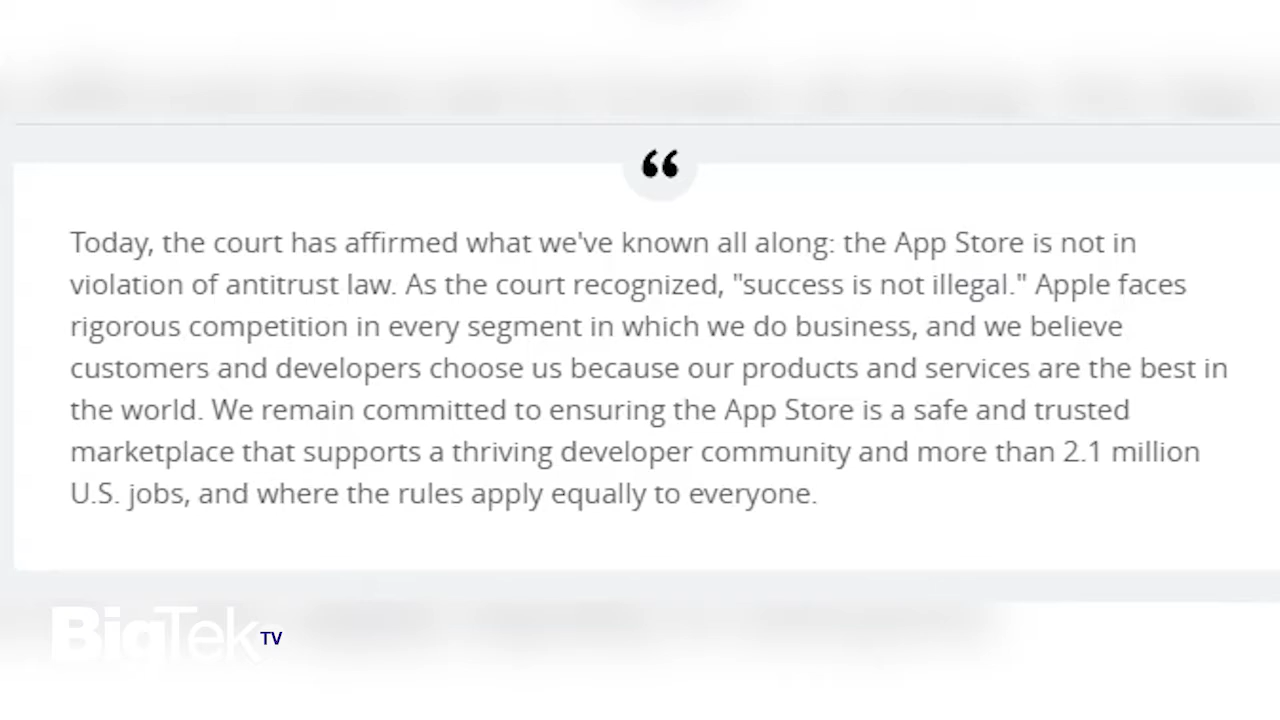 “
Today, the court has affirmed what we've known all along: the App Store is not in
violation of antitrust law. As the court recognized, "success is not illegal." Apple faces
rigorous competition in every segment in which we do business, and we believe
customers and developers choose us because our products and services are the best in
the world. We remain committed to ensuring the App Store is a safe and trusted
marketplace that supports a thriving developer community and more than 2.1 million
U.S. jobs, and where the rules apply equally to everyone.
BigTek TV